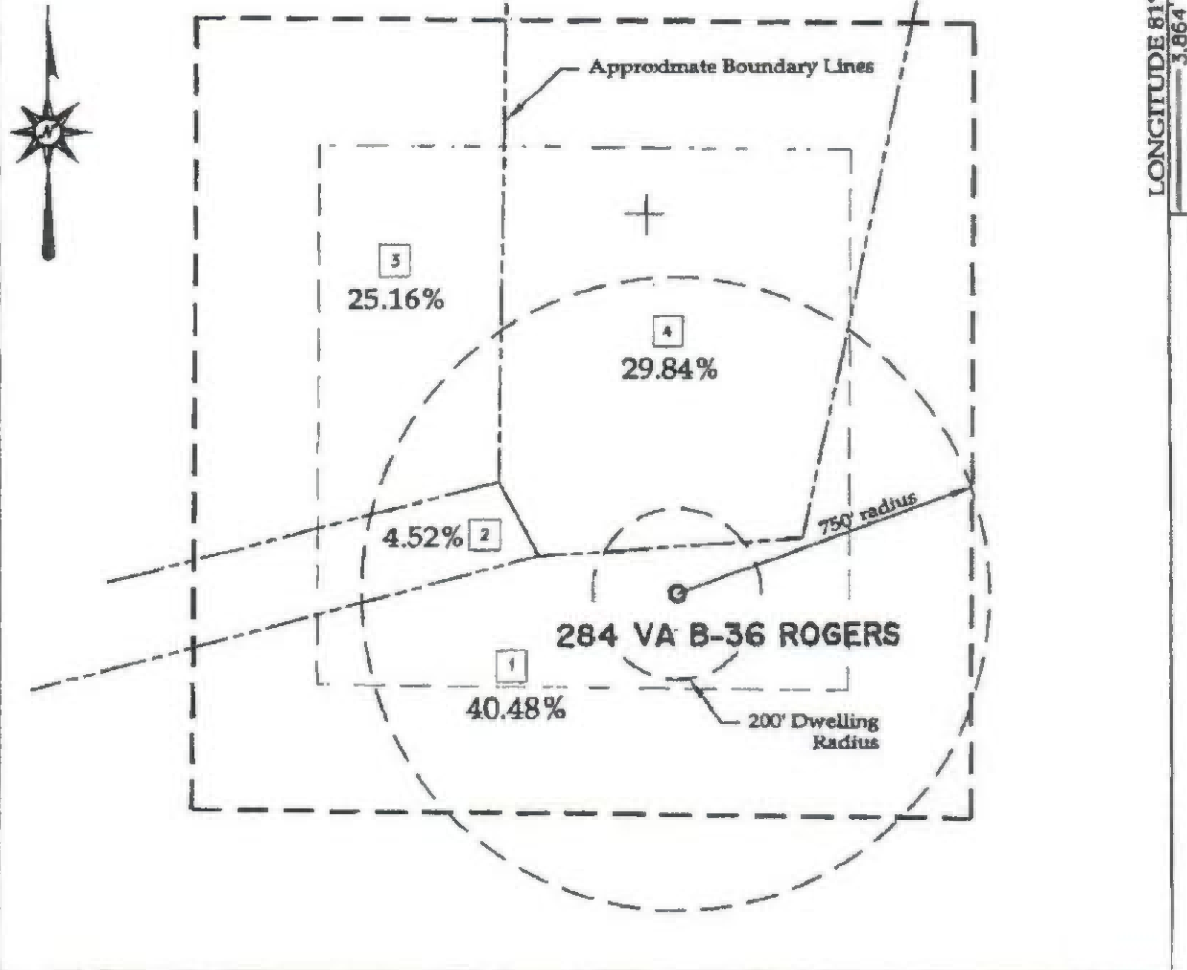 LONGITUDE 81°
3,864'
Approximate Boundary Lines
N
3
25.16%
4
29.84%
4.52% 2
750' radius
284 VA B-36 ROGERS
1
40.48%
200' Dwelling
Radius